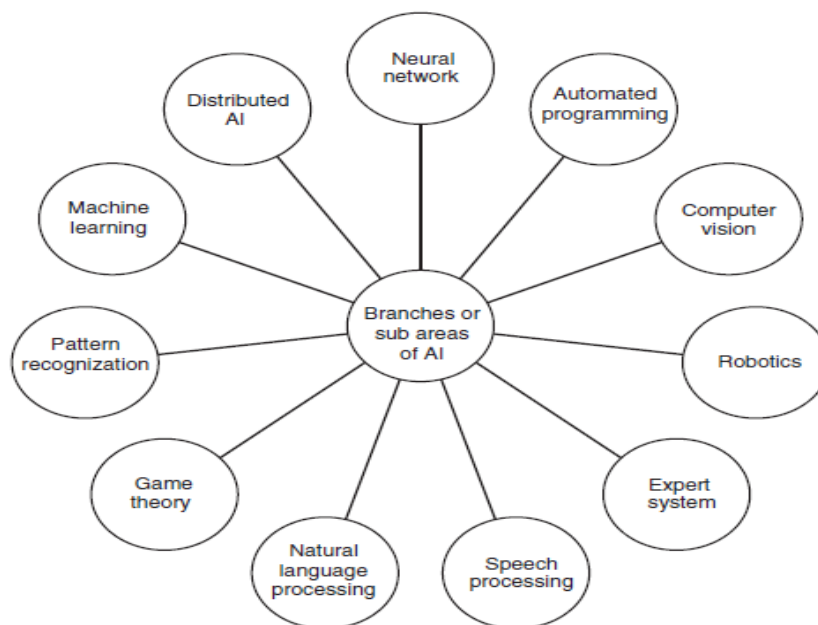 Neural
network
Automated
programming
Distributed
AI
Machine
learning
Computer
vision
Branches or
sub areas
of AI
Pattern
recognization
Robotics
Game
theory
Expert
system
Natural
language
processing
Speech
processing